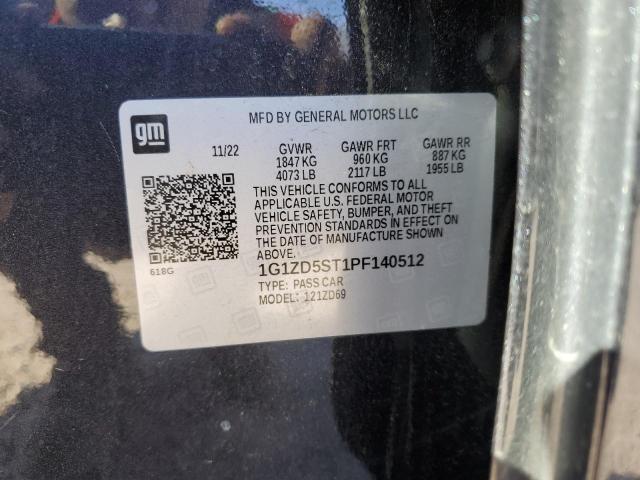 MFD BY GENERAL MOTORS LLC
gm
11/22 GVWR GAWR FRT GAWR RR
1847 KG 960 KG 887 KG
4073 LB 2117 LB 1955 LB
THIS VEHICLE CONFORMS TO ALL
APPLICABLE U.S. FEDERAL MOTOR
VEHICLE SAFETY, BUMPER, AND THEFT
PREVENTION STANDARDS IN EFFECT ON
THE DATE OF MANUFACTURE SHOWN
ABOVE.
618G
1G1ZD5ST1PF140512
TYPE: PASS CAR
MODEL: 121ZD69